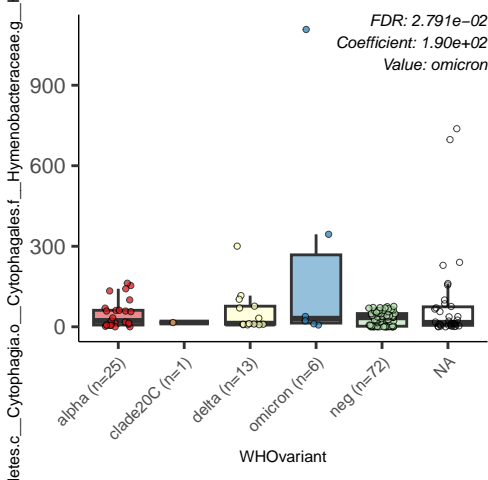 FDR: 2.791e−02
Coefficient: 1.90e+02
Value: omicron
letes.c__Cytophagia.o__Cytophagales.f__Hymenobacteraceae.g__
900
600
300
0
alpha (n=25)
clade20C (n=1)
delta (n=13)
omicron (n=6)
neg (n=72)
NA
WHOvariant